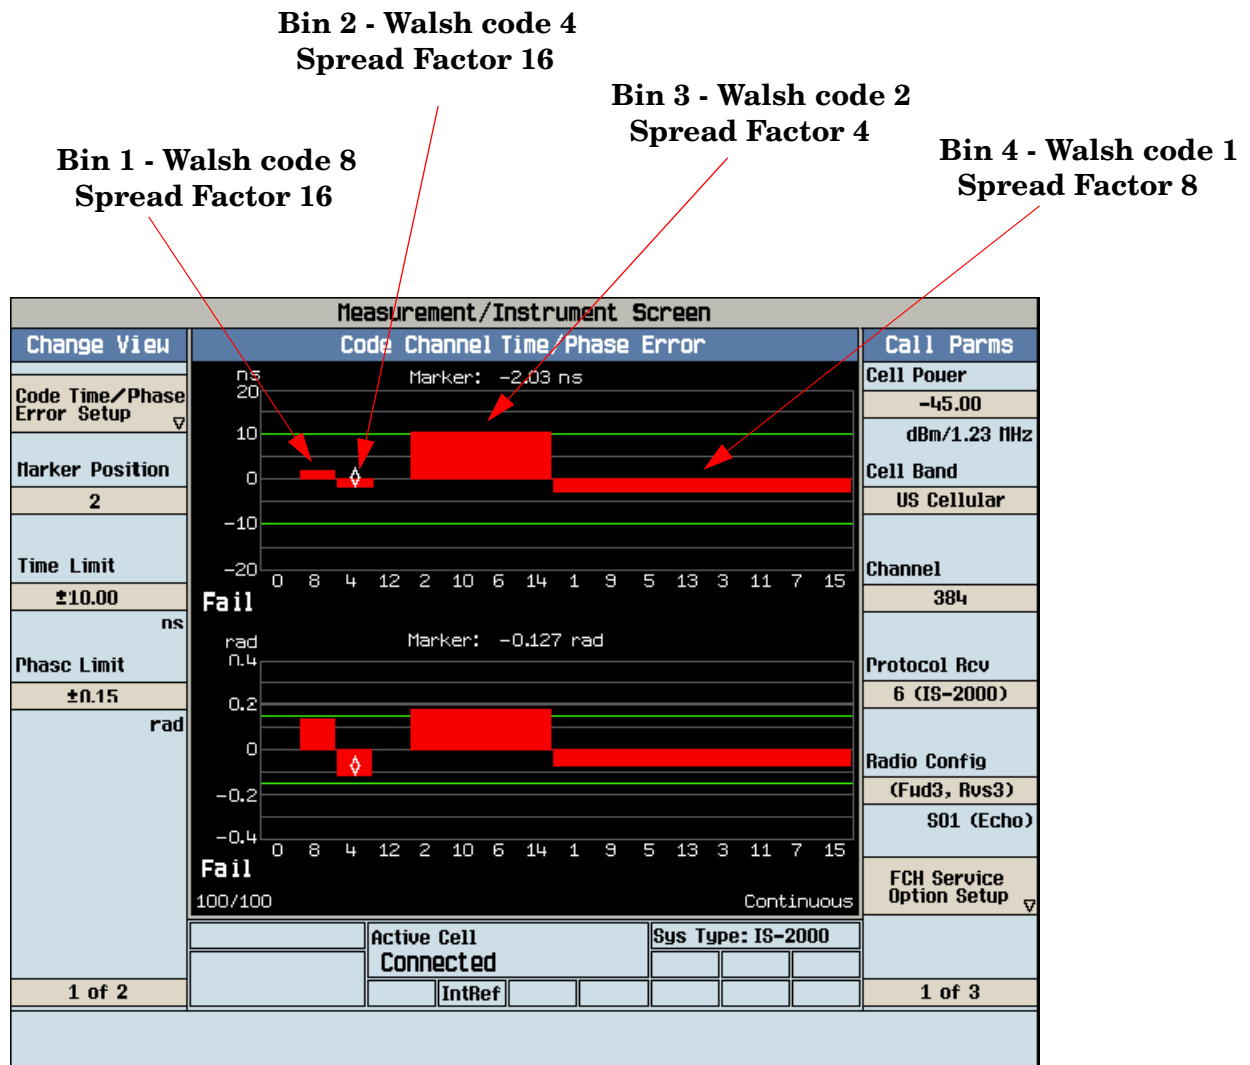 Bin 2 - Walsh code 4
Spread Factor 16
Bin 3 - Walsh code 2
Spread Factor 4
Bin 4 - Walsh code 1
Spread Factor 8
Bin 1 - Walsh code 8
Spread Factor 16
Measurement/Instrument Screen
Change View
Code Time/Phase
Error Setup
Marker Position
2
Time Limit
±10.00
ns
Phase Limit
±0.15
rad
1 of 2
Code Channel Time/Phase Error
ns
Marker: -2.03 ns
20
10
0
-10
-20
0 8 4 12 2 10 6 14 1 9 5 13 3 11 7 15
Fail
rad
Marker: -0.127 rad
0.4
0.2
0
-0.2
-0.4
0 8 4 12 2 10 6 14 1 9 5 13 3 11 7 15
Fail
100/100
Continuous
Active Cell
Connected
Sys Type: IS-2000
IntRef
Call Parms
Cell Power
-45.00
dBm/1.23 MHz
Cell Band
US Cellular
Channel
384
Protocol Rev
6 (IS-2000)
Radio Config
(Fwd3, Rvs3)
SO1 (Echo)
FCH Service
Option Setup
1 of 3